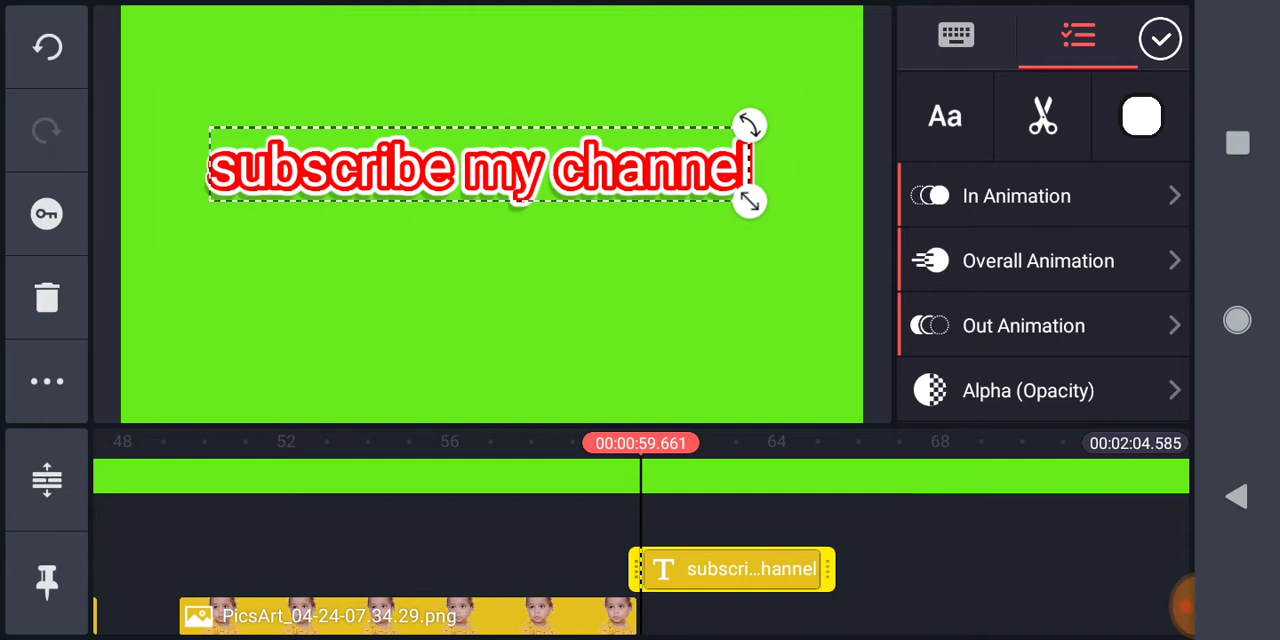 subscribe my channel
Aa
In Animation
Overall Animation
Out Animation
Alpha (Opacity)
48 52 56 00:00:59.661 64 68 00:02:04.585
T subscri...hannel
PicsArt_04-24-07.34.29.png